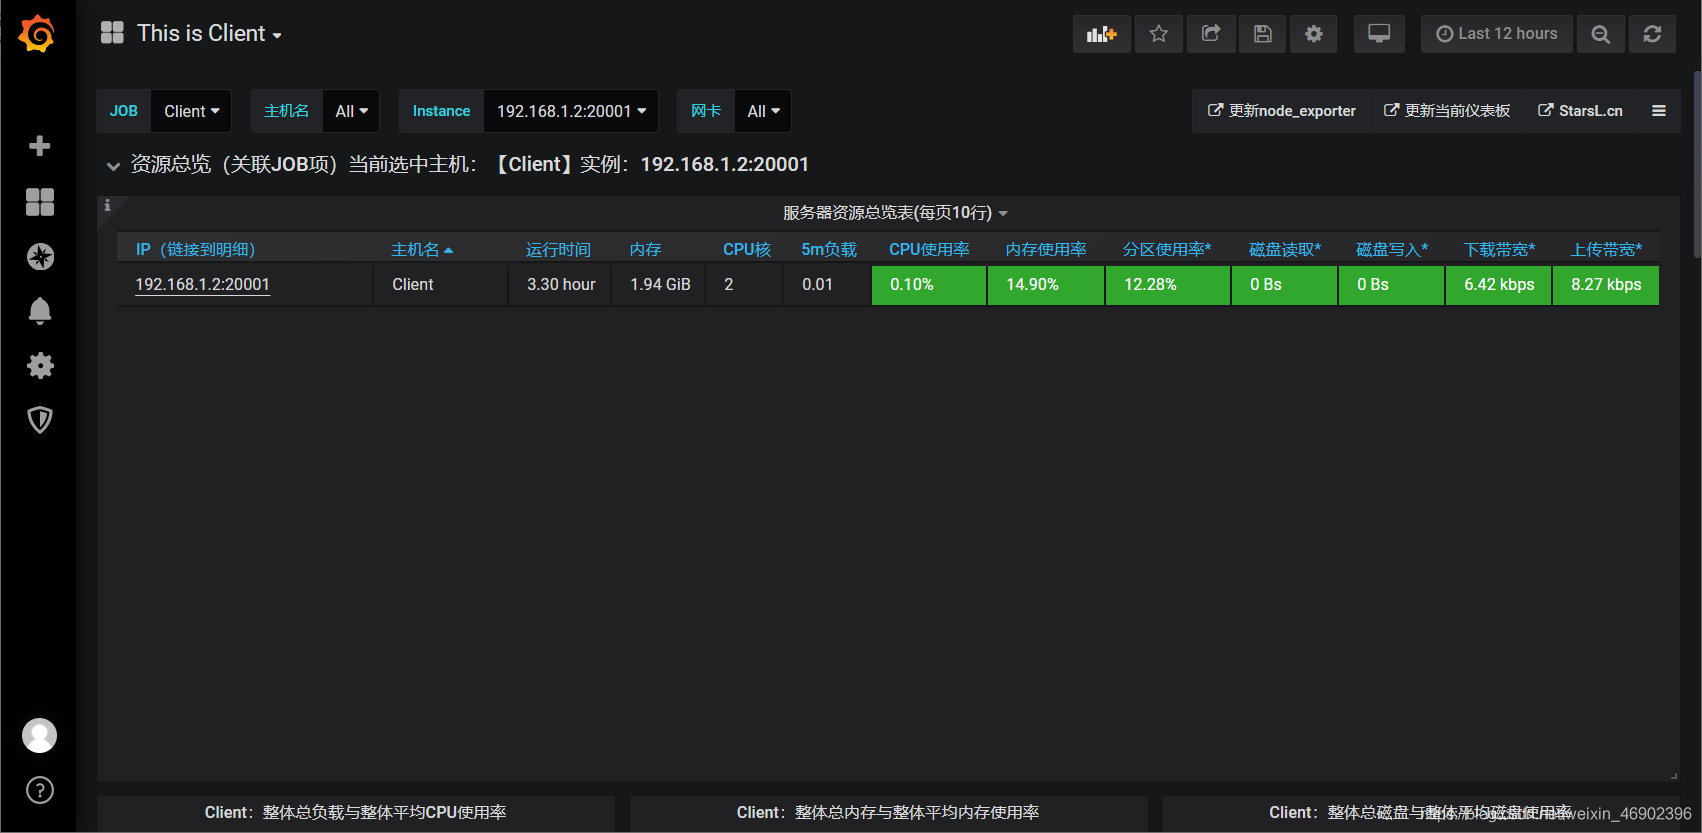 This is Client
Last 12 hours
JOB Client 主机名 All Instance 192.168.1.2:20001 网卡 All 更新node_exporter 更新当前仪表板 StarsL.cn
资源总览（关联JOB项）当前选中主机：【Client】实例：192.168.1.2:20001
服务器资源总览表(每页10行)
IP（链接到明细） 主机名 运行时间 内存 CPU核 5m负载 CPU使用率 内存使用率 分区使用率* 磁盘读取* 磁盘写入* 下载带宽* 上传带宽*
192.168.1.2:20001 Client 3.30 hour 1.94 GiB 2 0.01 0.10% 14.90% 12.28% 0 Bs 0 Bs 6.42 kbps 8.27 kbps
Client：整体总负载与整体平均CPU使用率 Client：整体总内存与整体平均内存使用率 Client：整体总磁盘与整体平均磁盘使用率
https://blog.csdn.net/weixin_46902396